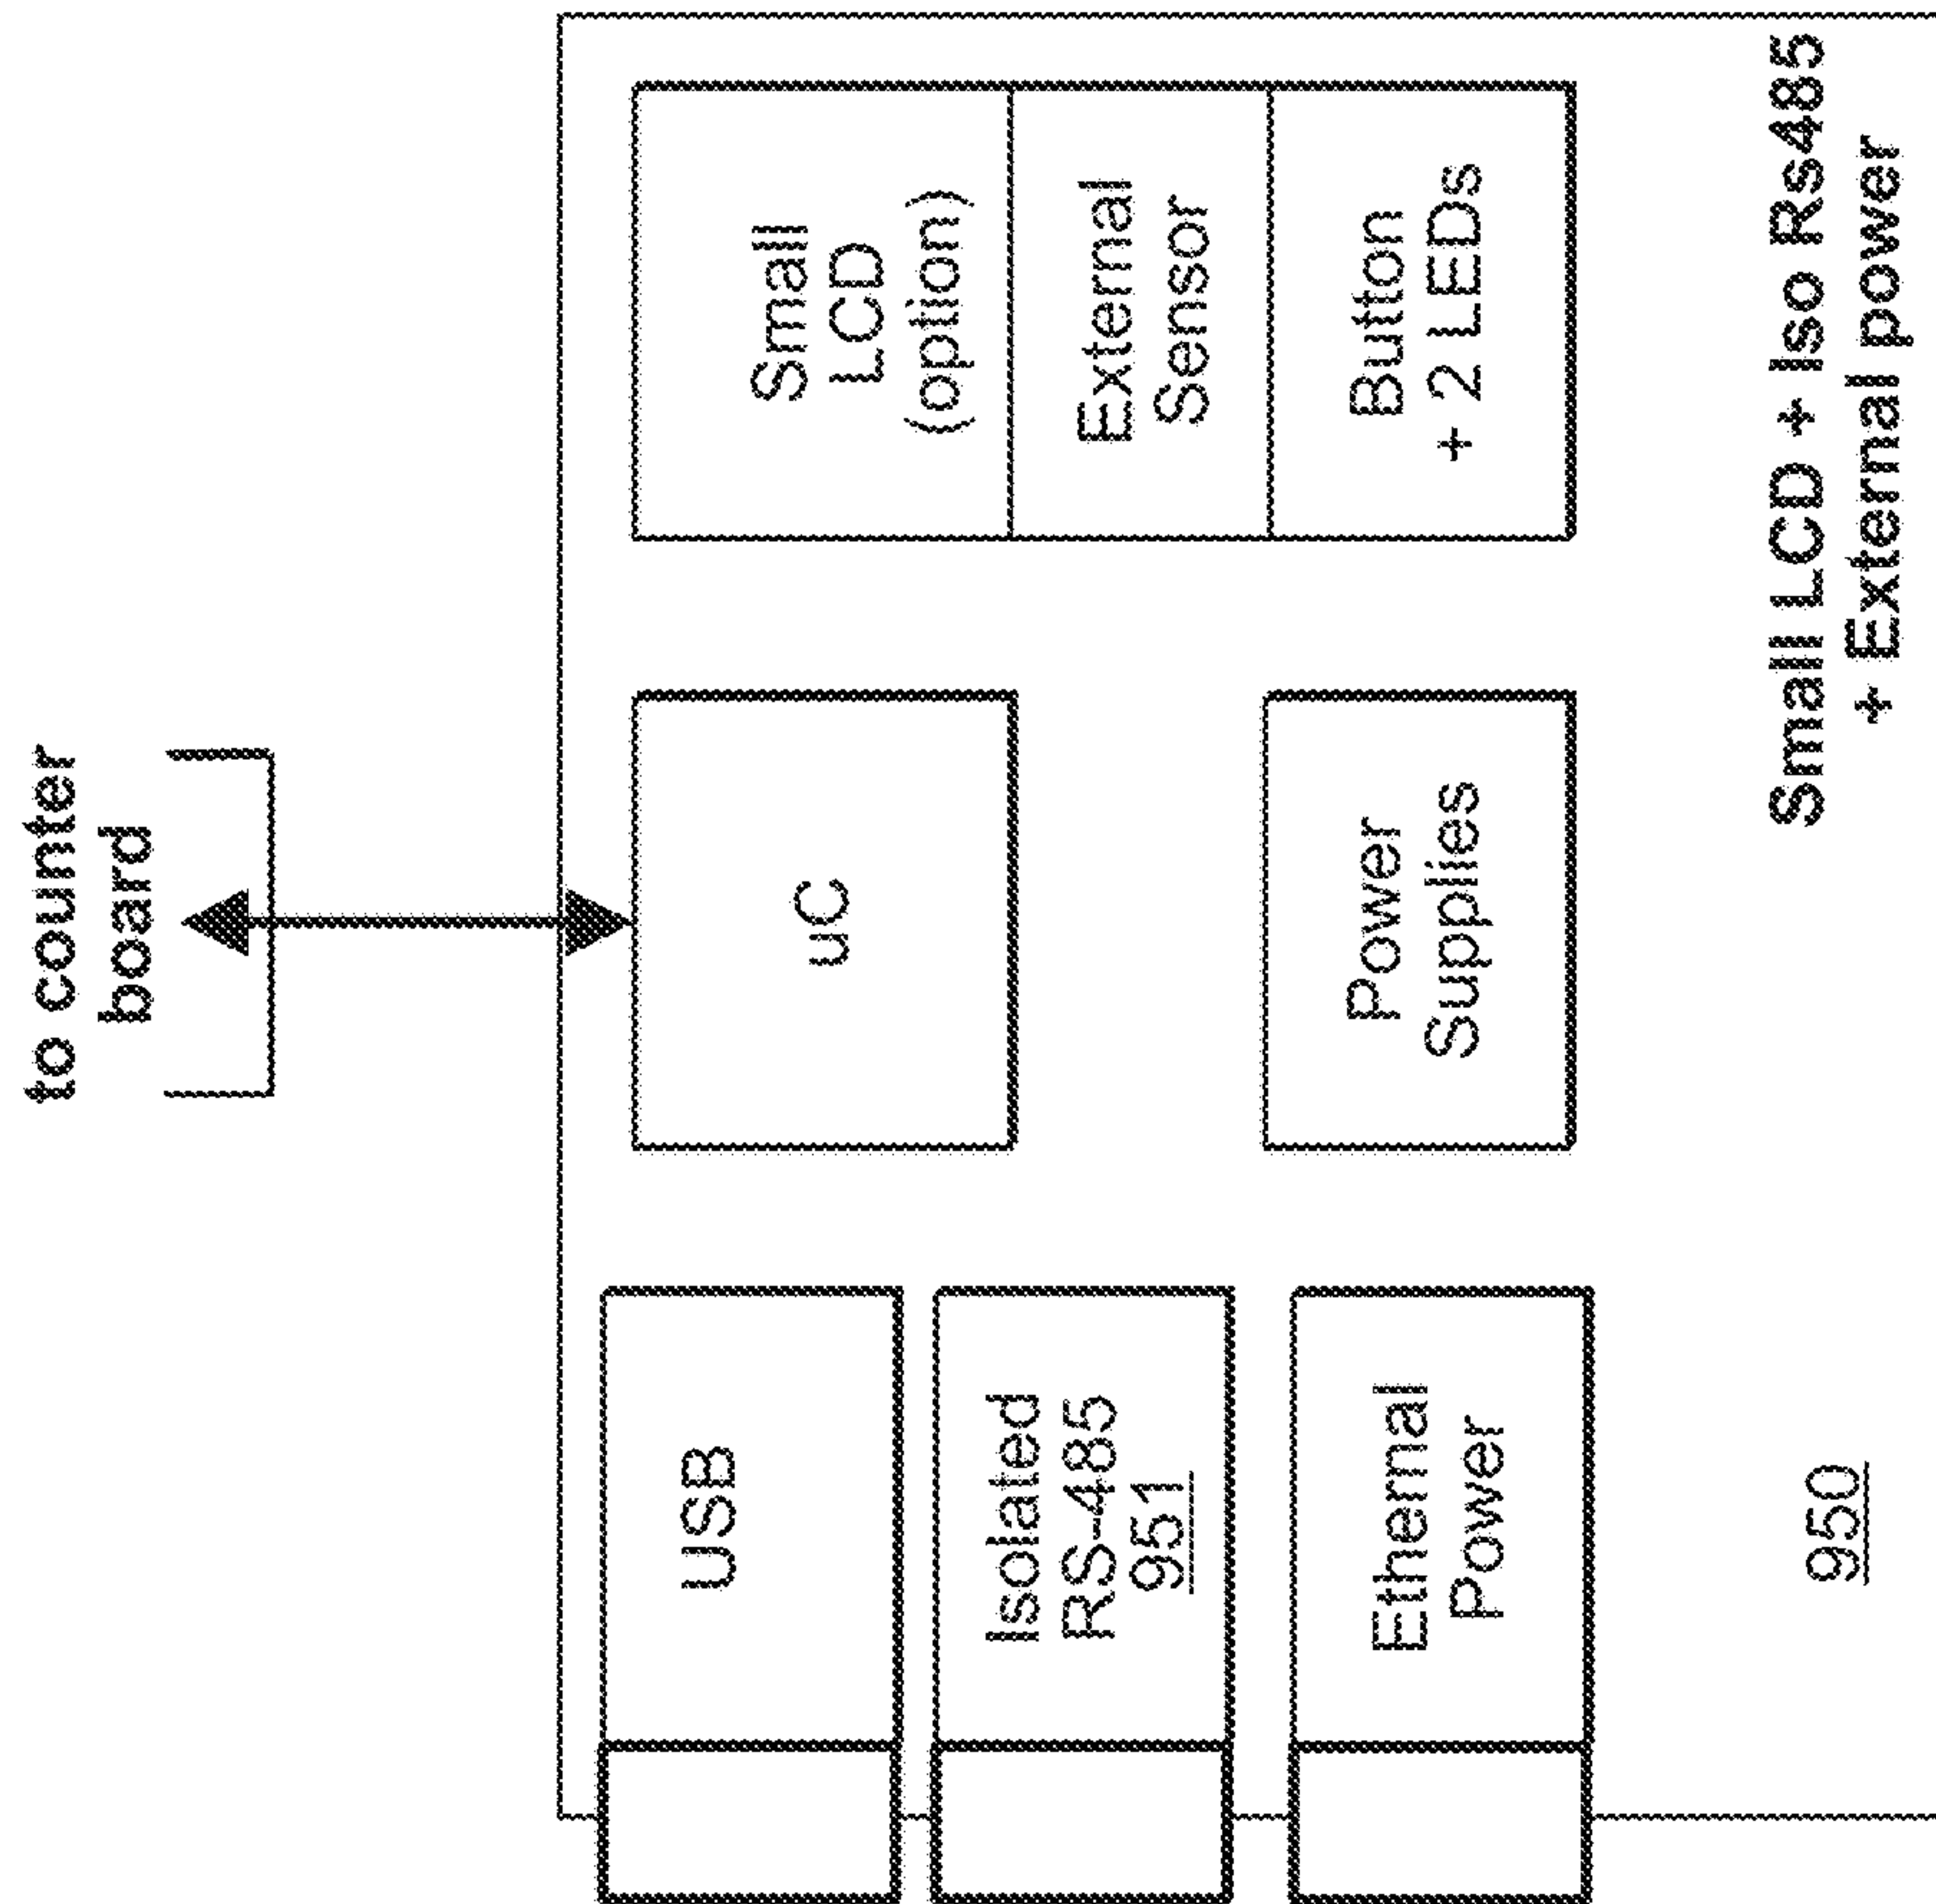 to counter
board
USB
Isolated
RS-485
951
Ethernal
Power
uC
Power
Supplies
Small
LCD
(option)
External
Sensor
Button
+ 2 LEDs
950
Small LCD + Iso Rs485
+ External power